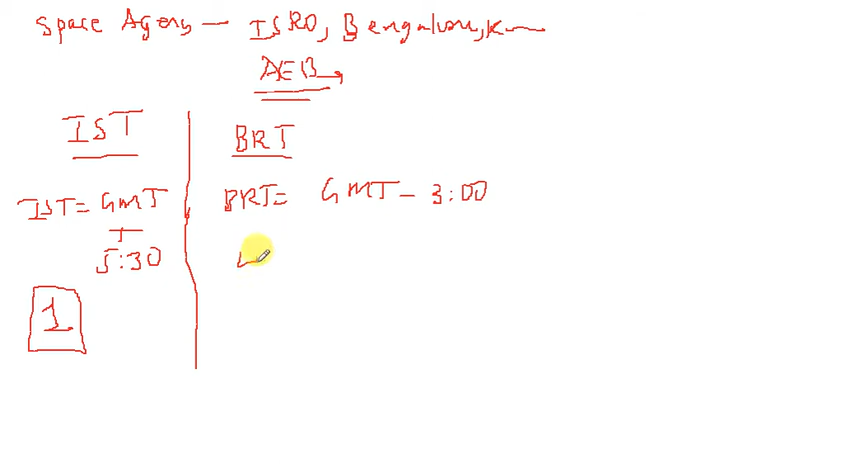 Space Agency — ISRO, Bengaluru, K
AEB
IST
BRT
IST = GMT
+
5:30
BRT = GMT - 3:00
1